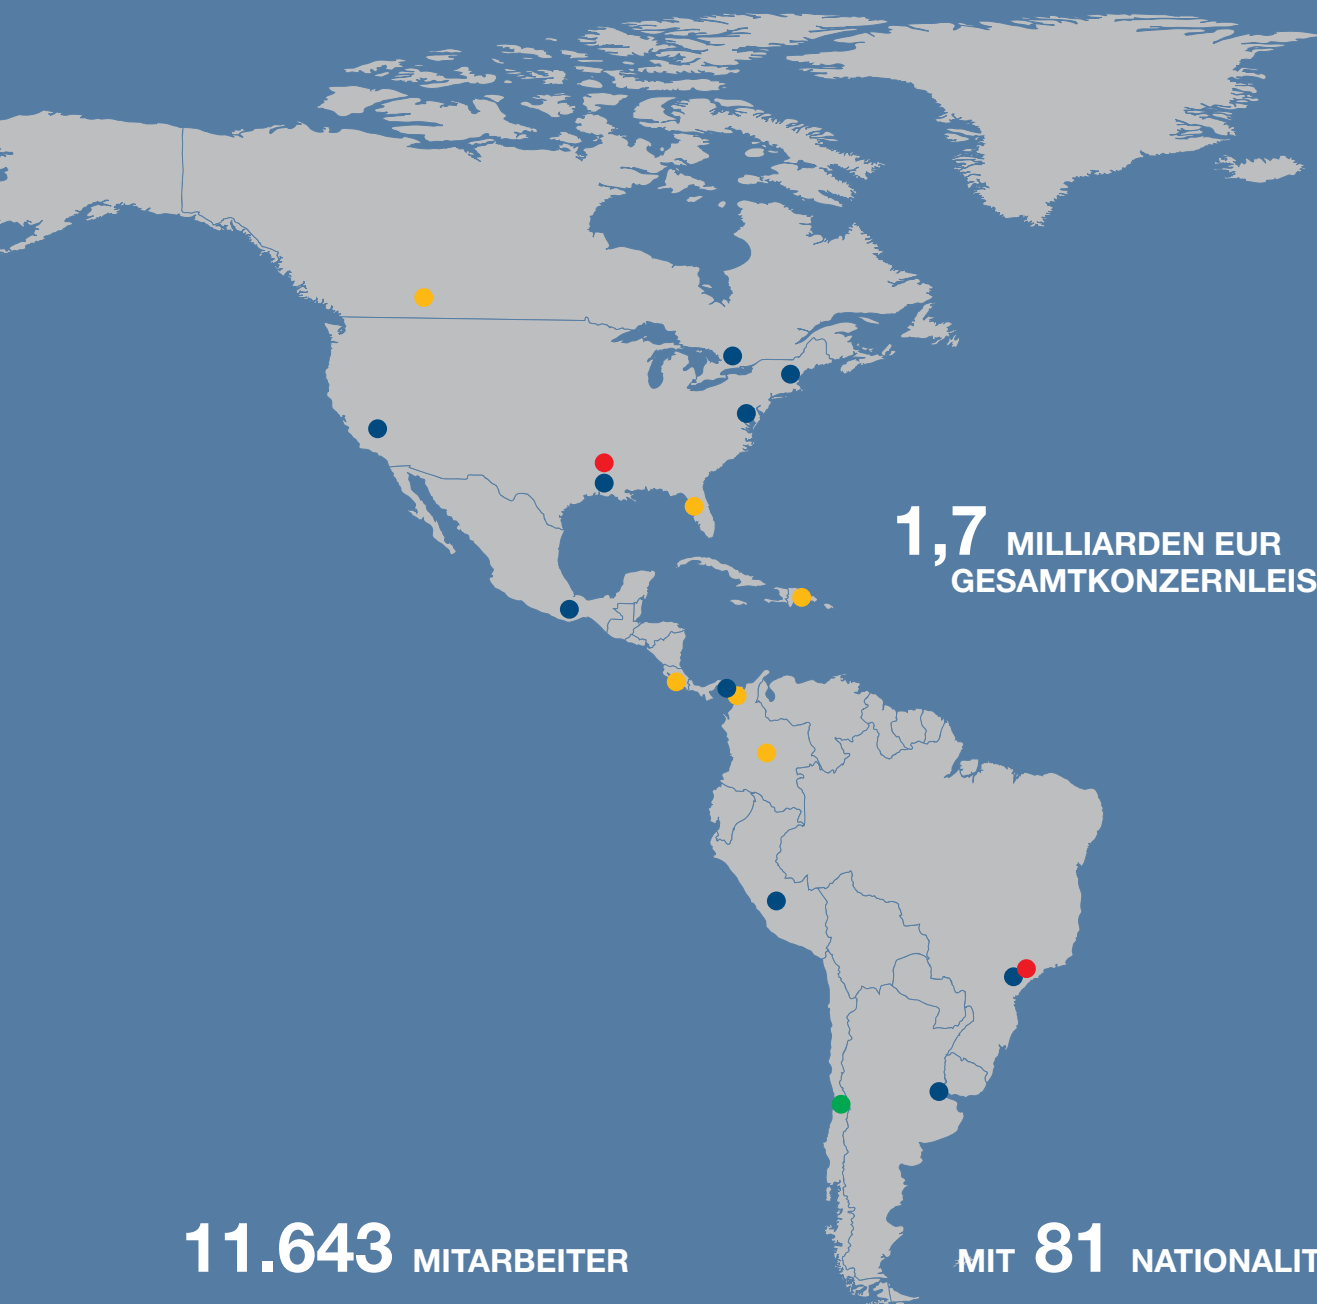 1,7 MILLIARDEN EUR
GESAMTKONZERNLEIS
11.643 MITARBEITER
MIT 81 NATIONALIT